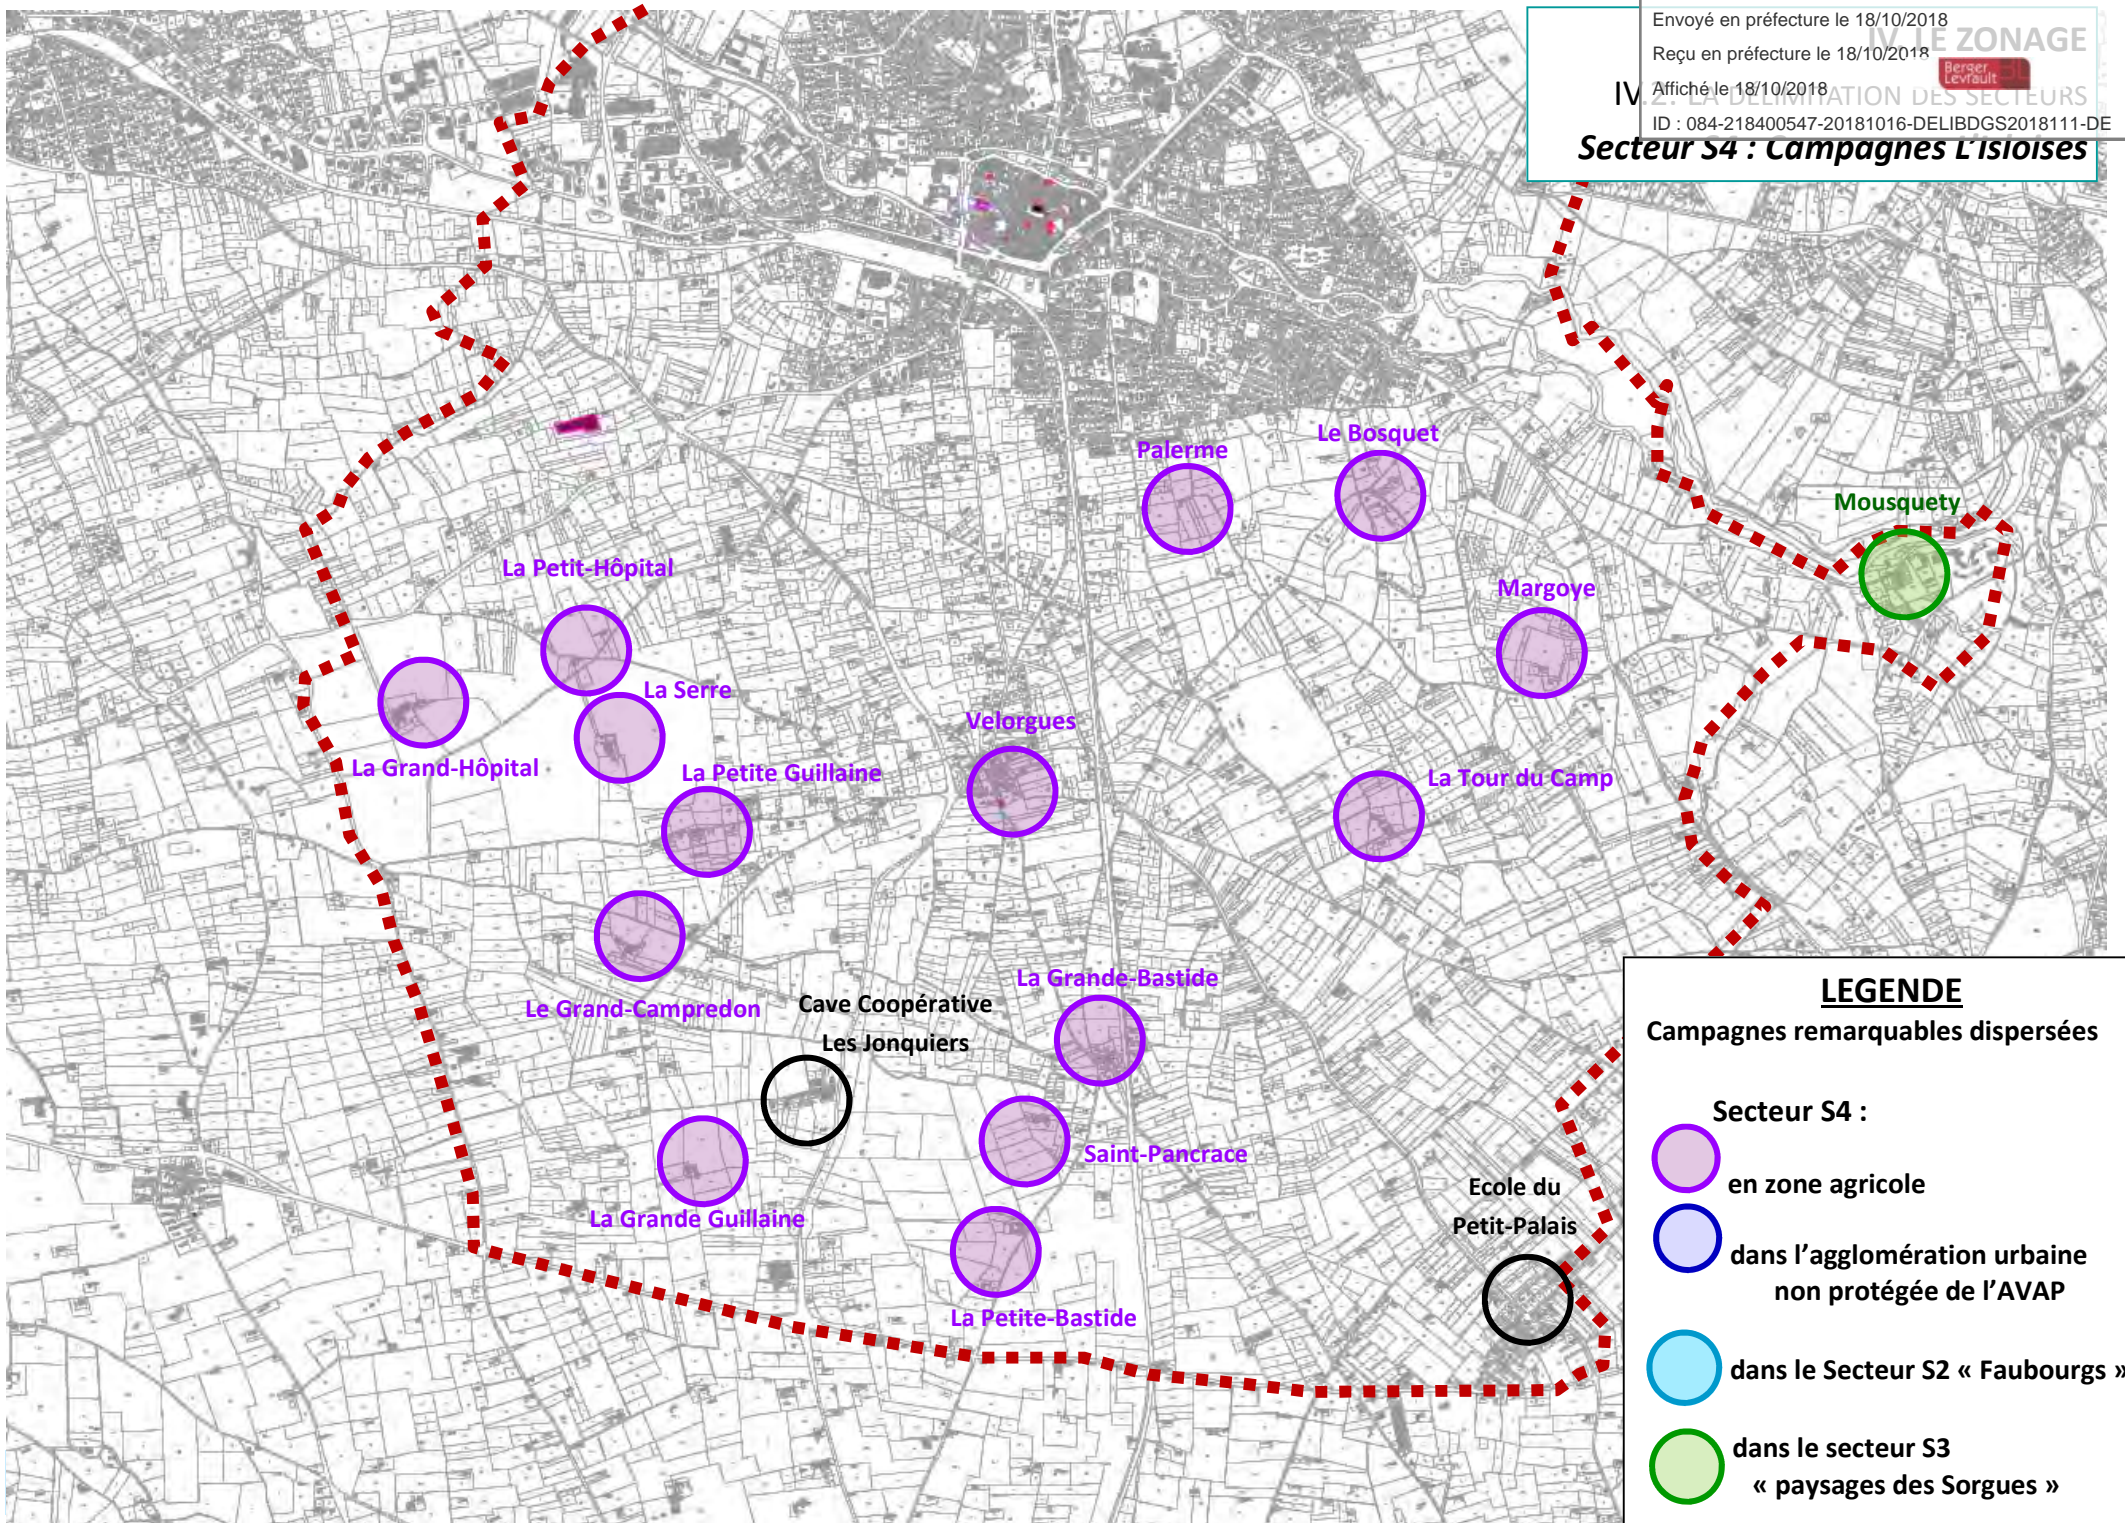 Envoyé en préfecture le 18/10/2018
IV. LE ZONAGE
Reçu en préfecture le 18/10/2018
Berger
Levrault
Affiché le 18/10/2018
IV.2. LA DELIMITATION DES SECTEURS
ID : 084-218400547-20181016-DELIBDGS2018111-DE
Secteur S4 : Campagnes L'isloises
Le Bosquet
Palerme
Mousquety
La Petit-Hôpital
Margoye
La Serre
Velorgues
La Grand-Hôpital
La Petite Guillaine
La Tour du Camp
La Grande-Bastide
Le Grand-Campredon
Cave Coopérative
Les Jonquiers
Saint-Pancrace
Ecole du
Petit-Palais
La Grande Guillaine
La Petite-Bastide
LEGENDE
Campagnes remarquables dispersées
Secteur S4 :
en zone agricole
dans l'agglomération urbaine
non protégée de l'AVAP
dans le Secteur S2 « Faubourgs »
dans le secteur S3
« paysages des Sorgues »